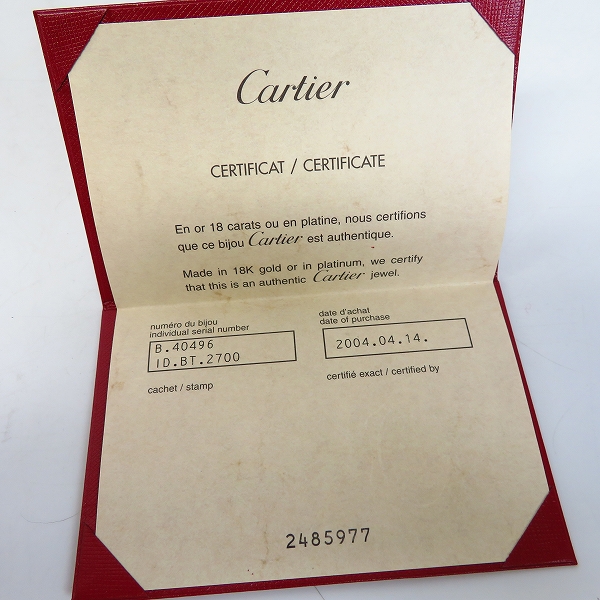 Cartier
CERTIFICAT / CERTIFICATE
En or 18 carats ou en platine, nous certifions
que ce bijou Cartier est authentique.
Made in 18K gold or in platinum, we certify
that this is an authentic Cartier jewel.
numéro du bijou
individual serial number
B.40496
ID.BT.2700
date d'achat
date of purchase
2004.04.14.
cachet / stamp
certifié exact / certified by
2485977